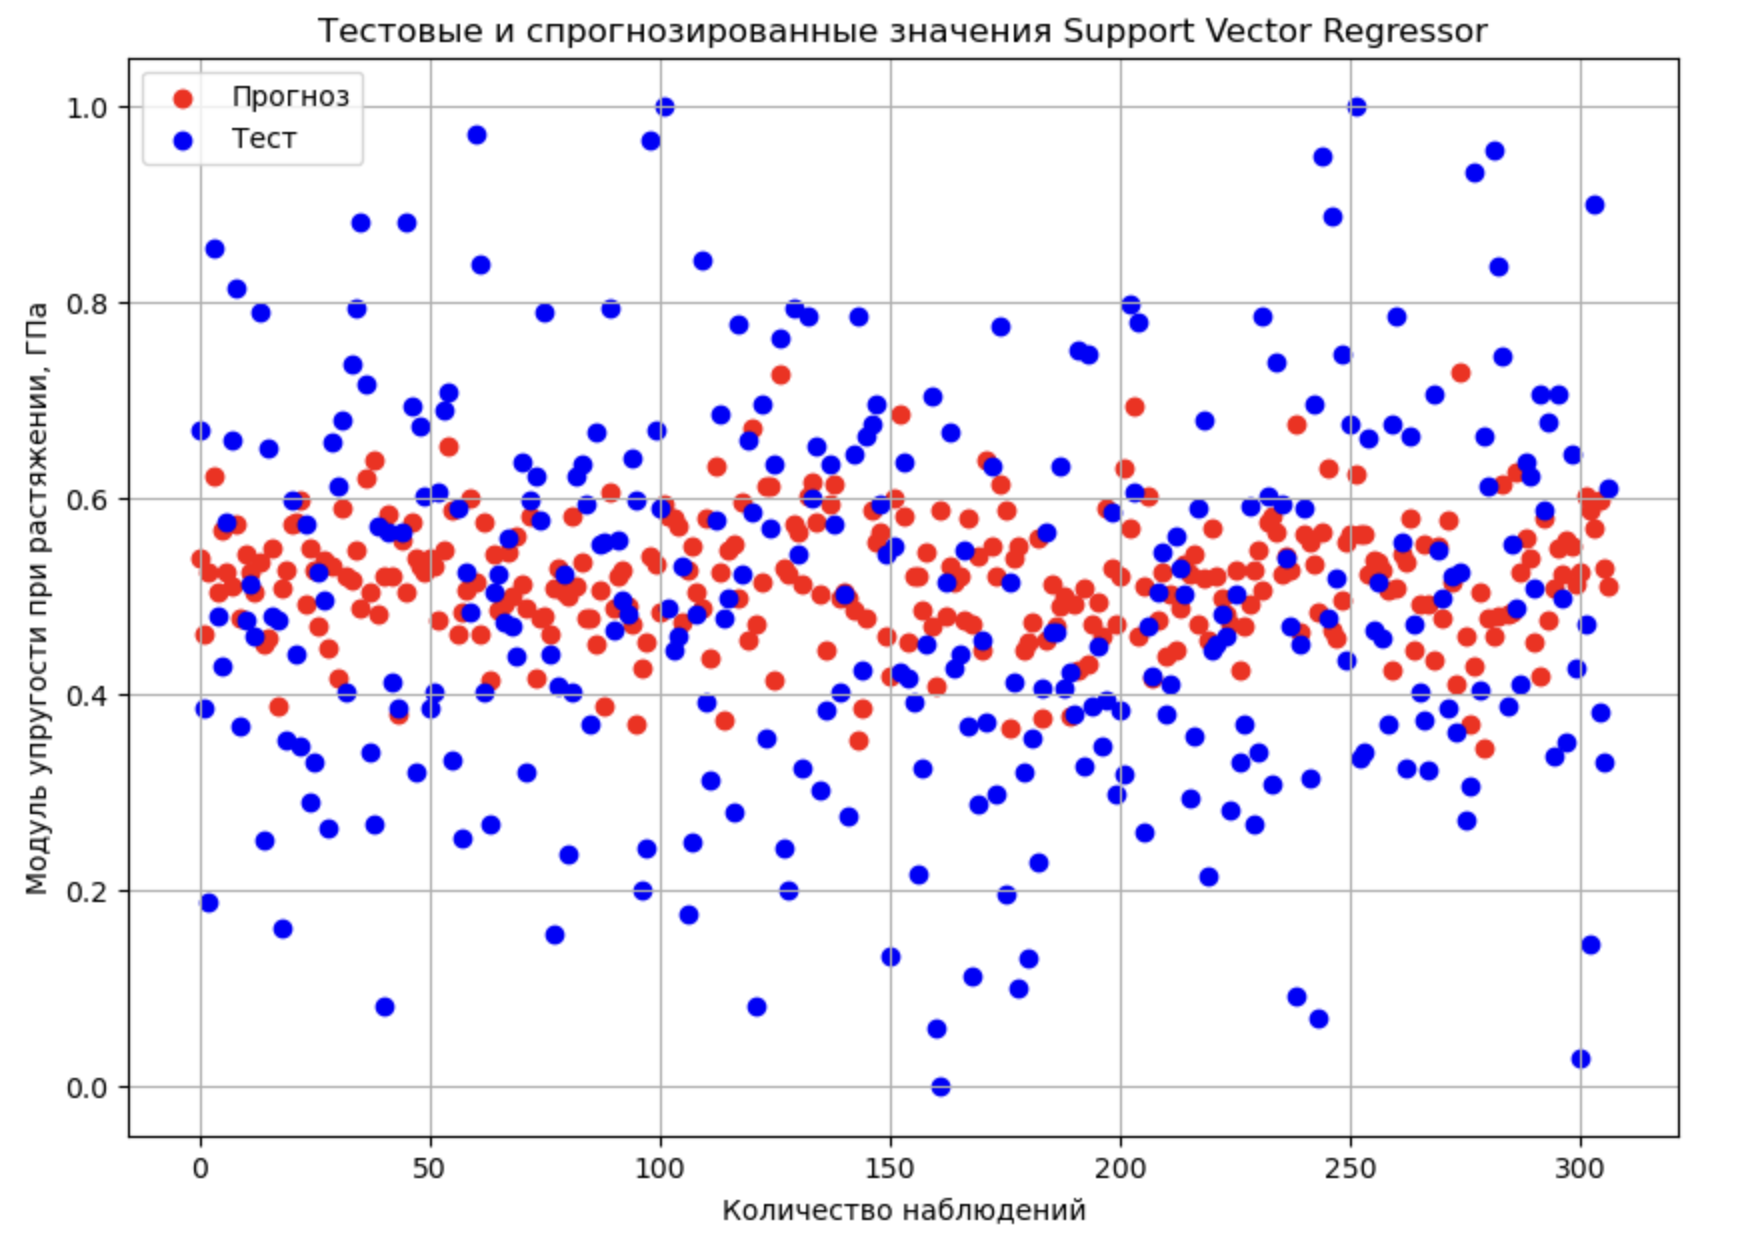 Тестовые и спрогнозированные значения Support Vector Regressor
Прогноз
Тест
Модуль упругости при растяжении, ГПа
1.0
0.8
0.6
0.4
0.2
0.0
0 50 100 150 200 250 300
Количество наблюдений